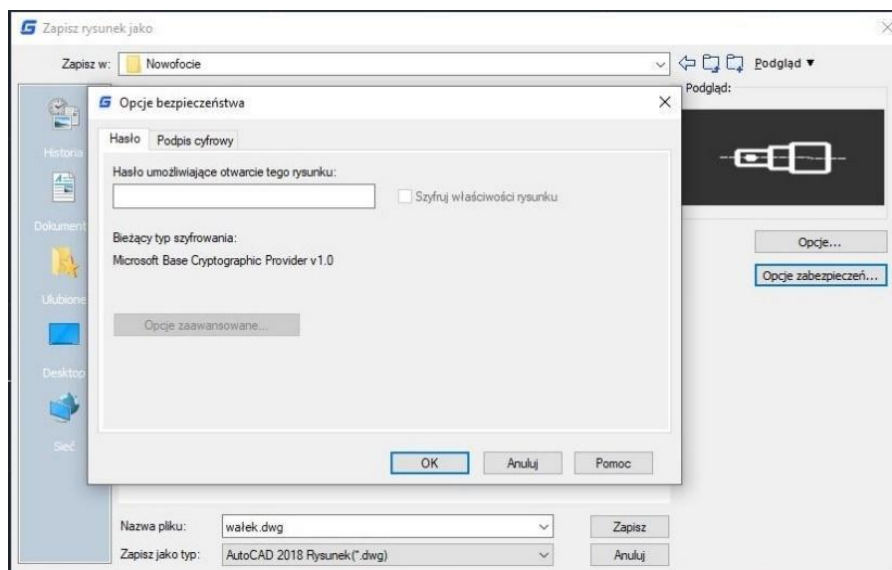 Zapisz rysunek jako
Zapisz w: Nowofocie Podgląd ▼
Podgląd:
Opcje bezpieczeństwa
Hasło Podpis cyfrowy
Hasło umożliwiające otwarcie tego rysunku:
Szyfruj właściwości rysunku
Bieżący typ szyfrowania:
Microsoft Base Cryptographic Provider v1.0
Opcje zaawansowane...
OK Anuluj Pomoc
Historia
Dokument
Ulubione
Desktop
Sieć
Opcje...
Opcje zabezpieczeń...
Nazwa pliku: wałek.dwg Zapisz
Zapisz jako typ: AutoCAD 2018 Rysunek(*.dwg) Anuluj